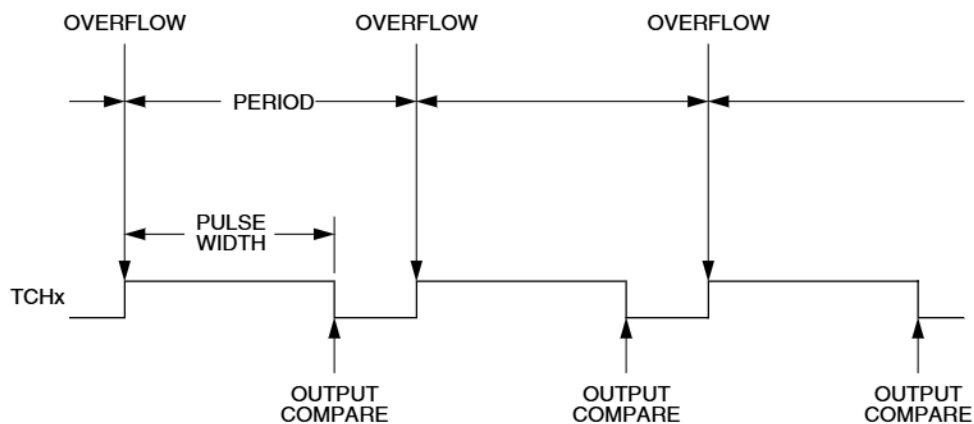 OVERFLOW
OVERFLOW
OVERFLOW
PERIOD
PULSE
WIDTH
TCHx
OUTPUT
COMPARE
OUTPUT
COMPARE
OUTPUT
COMPARE